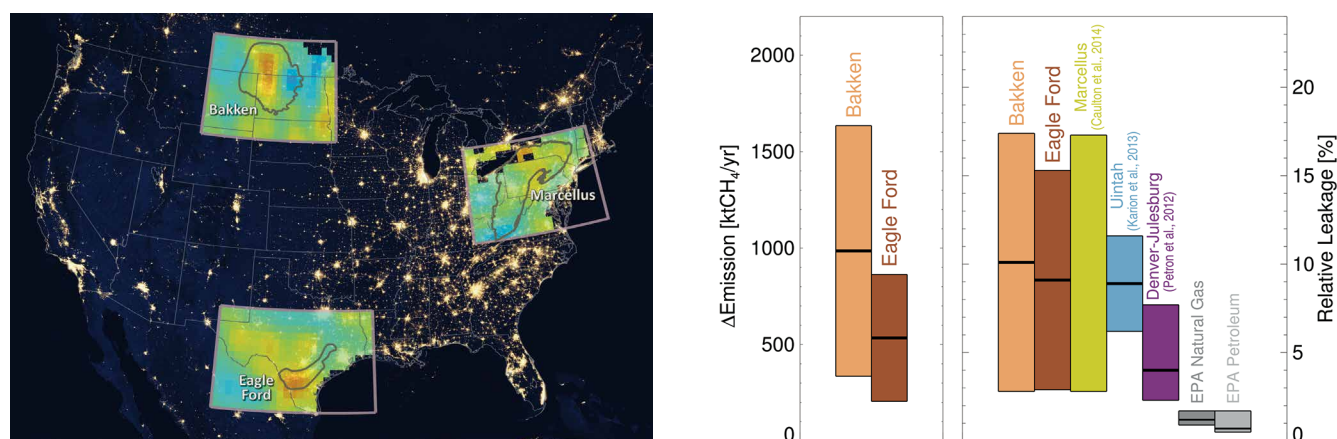 Bakken
Marcellus
Eagle
Ford
ΔEmission [ktCH4/yr]
2000
1500
1000
500
0
Bakken
Eagle Ford
Bakken
Eagle Ford
Marcellus
(Caulton et al., 2014)
Uintah
(Karion et al., 2013)
Denver-Julesburg
(Petron et al., 2012)
EPA Natural Gas
EPA Petroleum
20
15
10
5
0
Relative Leakage [%]